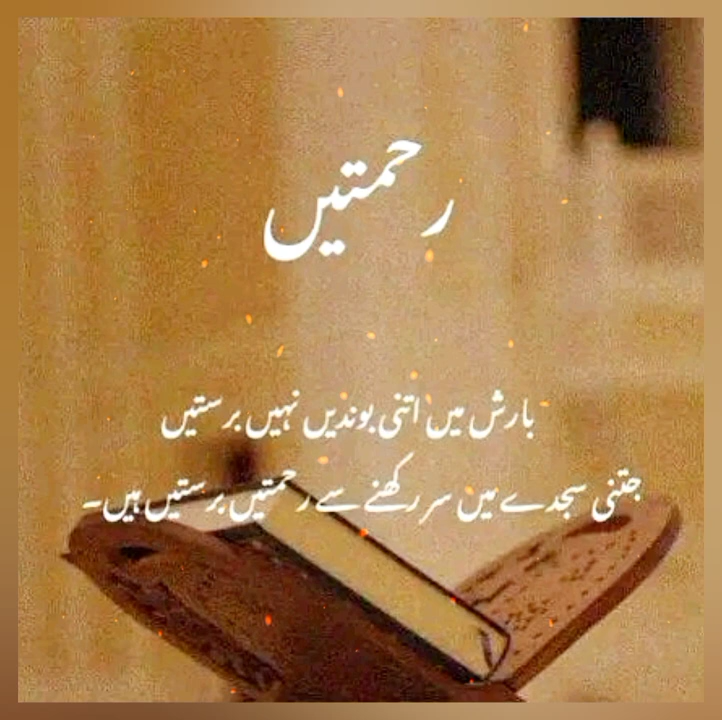 رحمتیں
بارش میں اتنی بوندیں نہیں برستیں
جتنی سجدے میں سر رکھنے سے رحمتیں برستیں ہیں۔